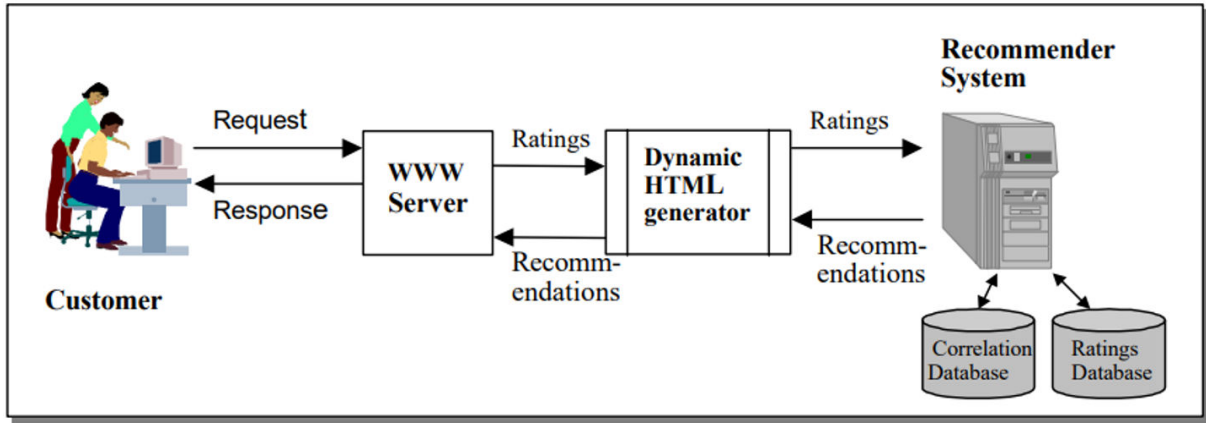 Recommender
System
Request
Response
Customer
WWW
Server
Ratings
Recomm-
endations
Dynamic
HTML
generator
Ratings
Recomm-
endations
Correlation
Database
Ratings
Database